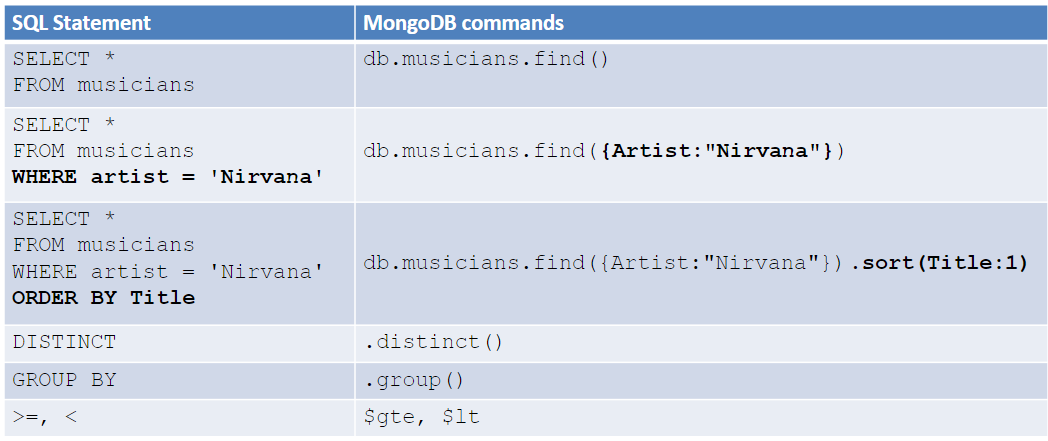 SQL Statement MongoDB commands
SELECT *
FROM musicians
db.musicians.find()
SELECT *
FROM musicians
WHERE artist = 'Nirvana'
db.musicians.find({Artist:"Nirvana"})
SELECT *
FROM musicians
WHERE artist = 'Nirvana'
ORDER BY Title
db.musicians.find({Artist:"Nirvana"}).sort(Title:1)
DISTINCT .distinct()
GROUP BY .group()
>=, < $gte, $lt